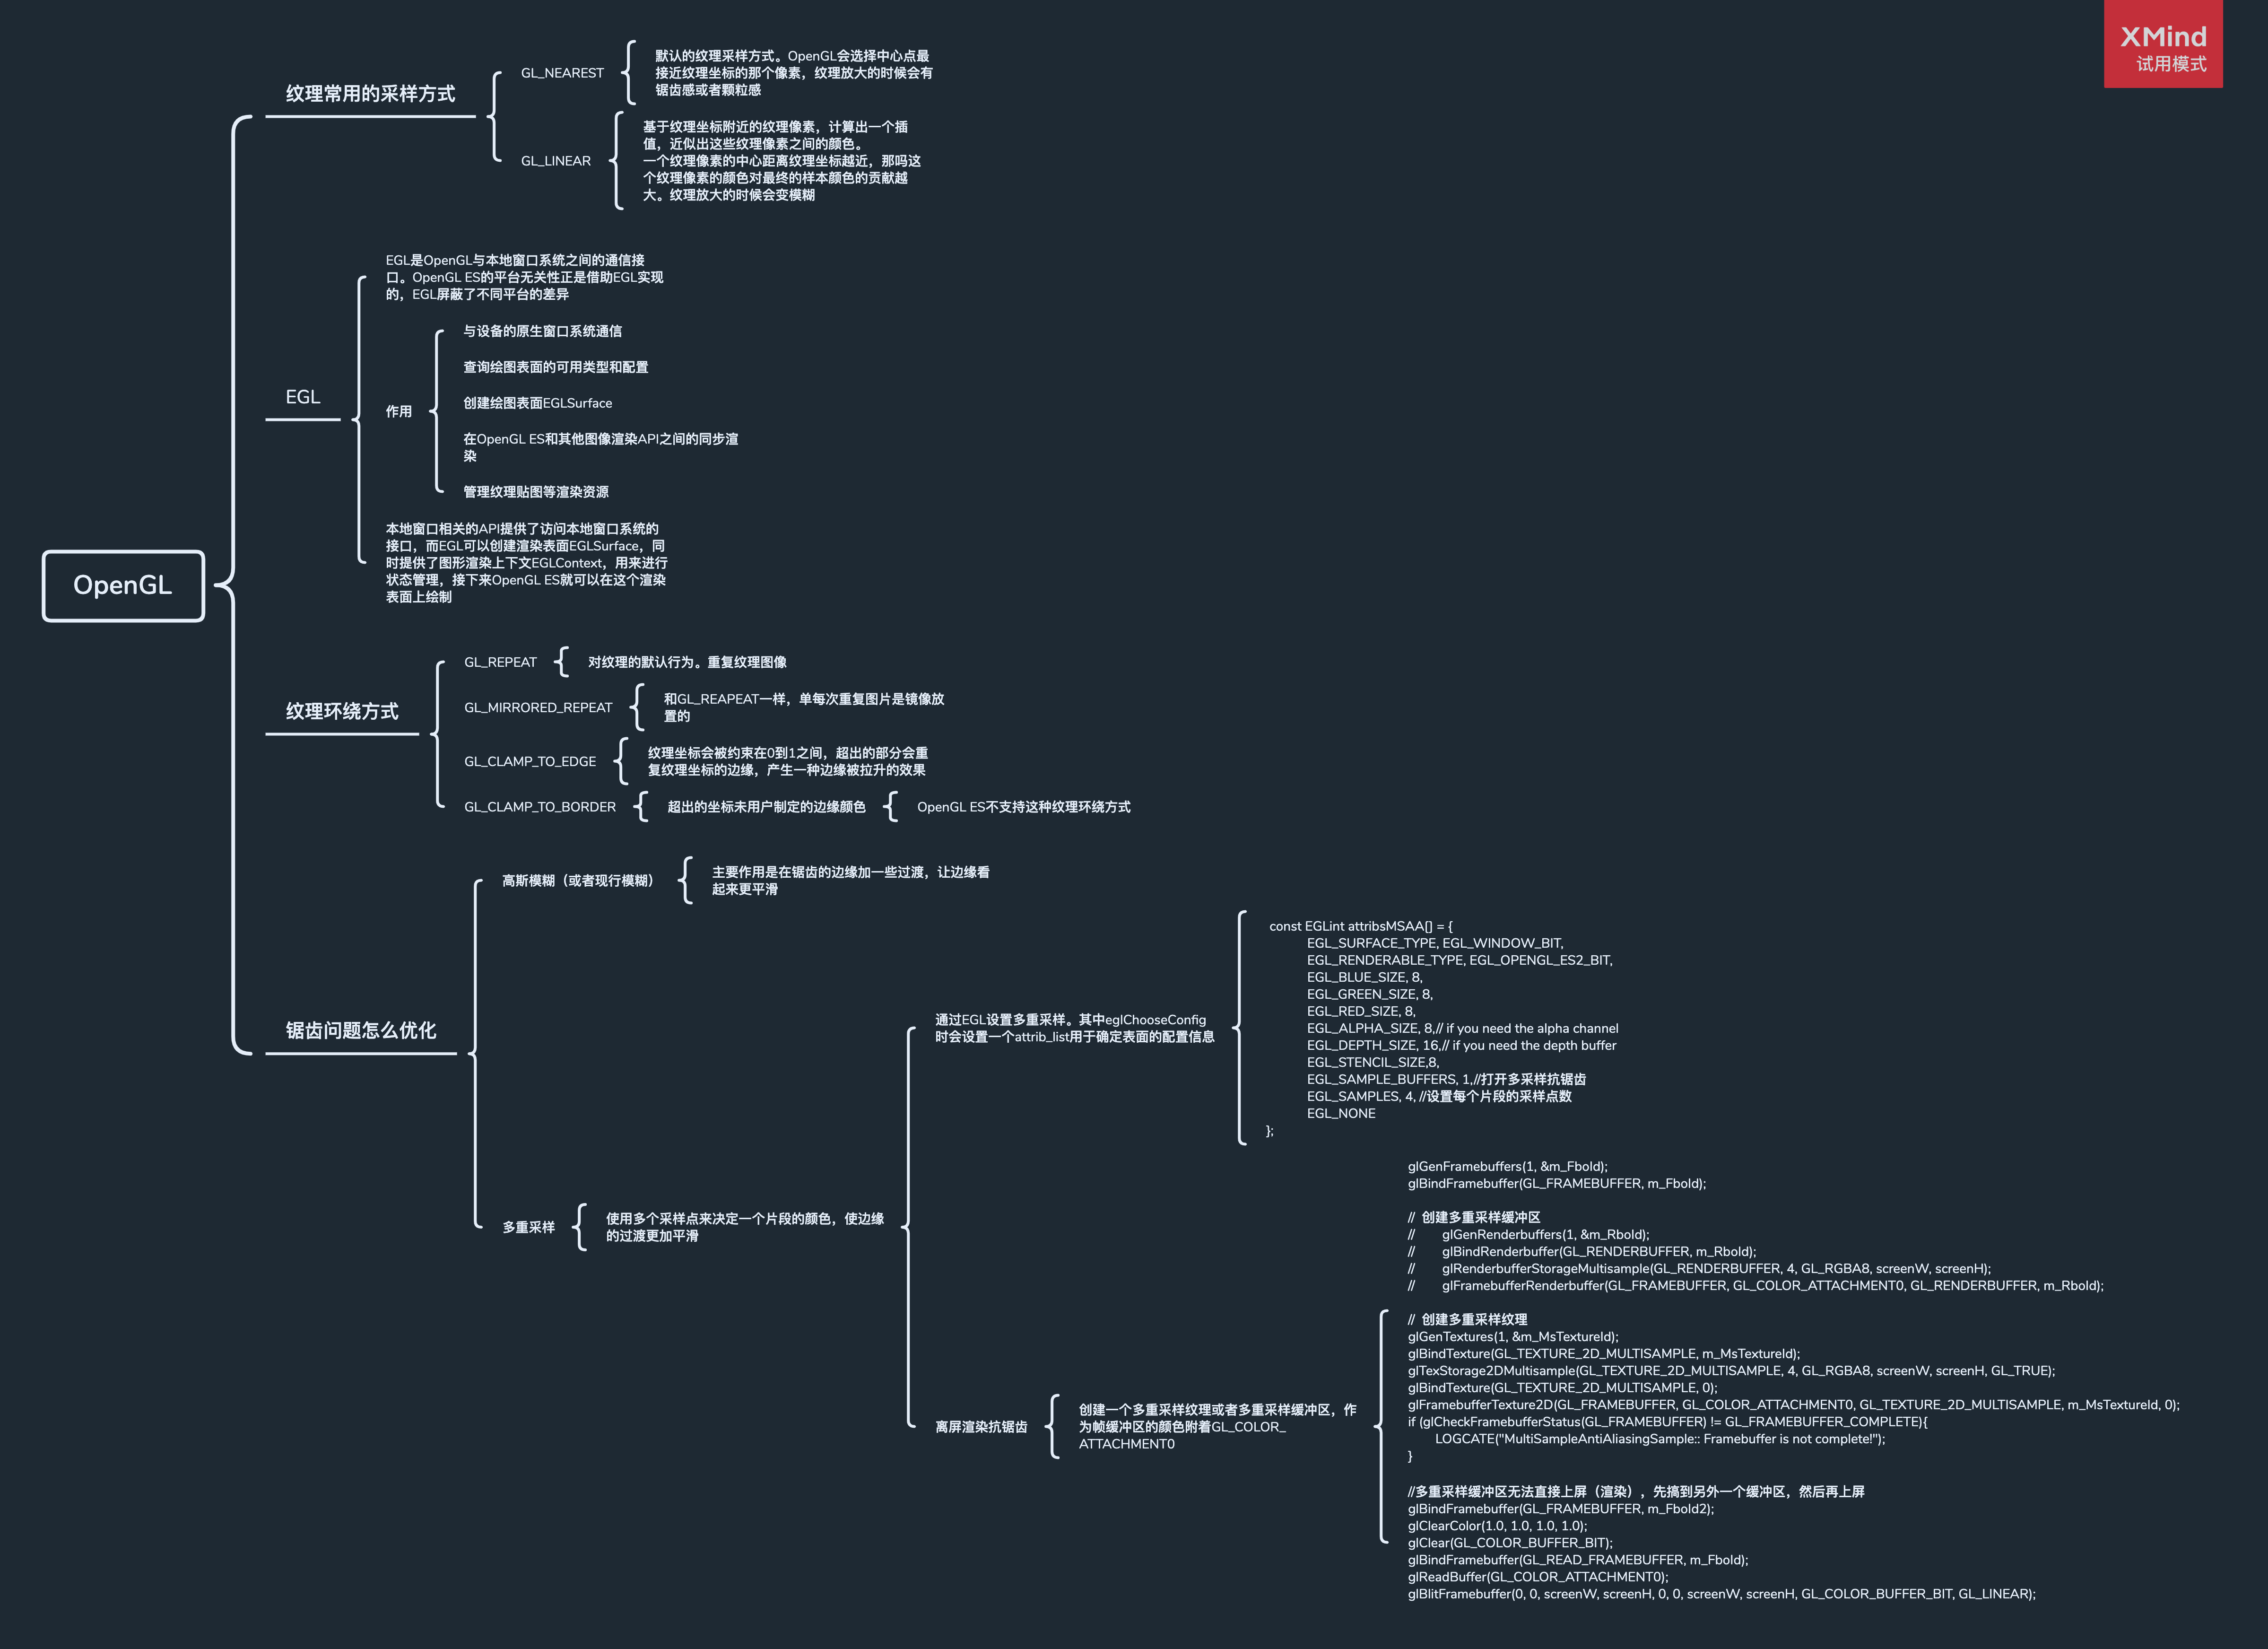 XMind
试用模式
OpenGL
纹理常用的采样方式
GL_NEAREST
默认的纹理采样方式。OpenGL会选择中心点最
接近纹理坐标的那个像素，纹理放大的时候会有
锯齿感或者颗粒感
GL_LINEAR
基于纹理坐标附近的纹理像素，计算出一个插
值，近似出这些纹理像素之间的颜色。
一个纹理像素的中心距离纹理坐标越近，那吗这
个纹理像素的颜色对最终的样本颜色的贡献越
大。纹理放大的时候会变模糊
EGL
EGL是OpenGL与本地窗口系统之间的通信接
口。OpenGL ES的平台无关性正是借助EGL实现
的，EGL屏蔽了不同平台的差异
作用
与设备的原生窗口系统通信
查询绘图表面的可用类型和配置
创建绘图表面EGLSurface
在OpenGL ES和其他图像渲染API之间的同步渲
染
管理纹理贴图等渲染资源
本地窗口相关的API提供了访问本地窗口系统的
接口，而EGL可以创建渲染表面EGLSurface，同
时提供了图形渲染上下文EGLContext，用来进行
状态管理，接下来OpenGL ES就可以在这个渲染
表面上绘制
纹理环绕方式
GL_REPEAT
对纹理的默认行为。重复纹理图像
GL_MIRRORED_REPEAT
和GL_REAPEAT一样，单每次重复图片是镜像放
置的
GL_CLAMP_TO_EDGE
纹理坐标会被约束在0到1之间，超出的部分会重
复纹理坐标的边缘，产生一种边缘被拉升的效果
GL_CLAMP_TO_BORDER
超出的坐标未用户制定的边缘颜色
OpenGL ES不支持这种纹理环绕方式
锯齿问题怎么优化
高斯模糊（或者现行模糊）
主要作用是在锯齿的边缘加一些过渡，让边缘看
起来更平滑
多重采样
使用多个采样点来决定一个片段的颜色，使边缘
的过渡更加平滑
通过EGL设置多重采样。其中eglChooseConfig
时会设置一个attrib_list用于确定表面的配置信息
const EGLint attribsMSAA[] = {
EGL_SURFACE_TYPE, EGL_WINDOW_BIT,
EGL_RENDERABLE_TYPE, EGL_OPENGL_ES2_BIT,
EGL_BLUE_SIZE, 8,
EGL_GREEN_SIZE, 8,
EGL_RED_SIZE, 8,
EGL_ALPHA_SIZE, 8,// if you need the alpha channel
EGL_DEPTH_SIZE, 16,// if you need the depth buffer
EGL_STENCIL_SIZE,8,
EGL_SAMPLE_BUFFERS, 1,//打开多采样抗锯齿
EGL_SAMPLES, 4, //设置每个片段的采样点数
EGL_NONE
};
离屏渲染抗锯齿
创建一个多重采样纹理或者多重采样缓冲区，作
为帧缓冲区的颜色附着GL_COLOR_
ATTACHMENT0
glGenFramebuffers(1, &m_FboId);
glBindFramebuffer(GL_FRAMEBUFFER, m_FboId);
// 创建多重采样缓冲区
// glGenRenderbuffers(1, &m_RboId);
// glBindRenderbuffer(GL_RENDERBUFFER, m_RboId);
// glRenderbufferStorageMultisample(GL_RENDERBUFFER, 4, GL_RGBA8, screenW, screenH);
// glFramebufferRenderbuffer(GL_FRAMEBUFFER, GL_COLOR_ATTACHMENT0, GL_RENDERBUFFER, m_RboId);
// 创建多重采样纹理
glGenTextures(1, &m_MsTextureId);
glBindTexture(GL_TEXTURE_2D_MULTISAMPLE, m_MsTextureId);
glTexStorage2DMultisample(GL_TEXTURE_2D_MULTISAMPLE, 4, GL_RGBA8, screenW, screenH, GL_TRUE);
glBindTexture(GL_TEXTURE_2D_MULTISAMPLE, 0);
glFramebufferTexture2D(GL_FRAMEBUFFER, GL_COLOR_ATTACHMENT0, GL_TEXTURE_2D_MULTISAMPLE, m_MsTextureId, 0);
if (glCheckFramebufferStatus(GL_FRAMEBUFFER) != GL_FRAMEBUFFER_COMPLETE){
LOGCATE("MultiSampleAntiAliasingSample:: Framebuffer is not complete!");
}
//多重采样缓冲区无法直接上屏（渲染），先搞到另外一个缓冲区，然后再上屏
glBindFramebuffer(GL_FRAMEBUFFER, m_FboId2);
glClearColor(1.0, 1.0, 1.0, 1.0);
glClear(GL_COLOR_BUFFER_BIT);
glBindFramebuffer(GL_READ_FRAMEBUFFER, m_FboId);
glReadBuffer(GL_COLOR_ATTACHMENT0);
glBlitFramebuffer(0, 0, screenW, screenH, 0, 0, screenW, screenH, GL_COLOR_BUFFER_BIT, GL_LINEAR);